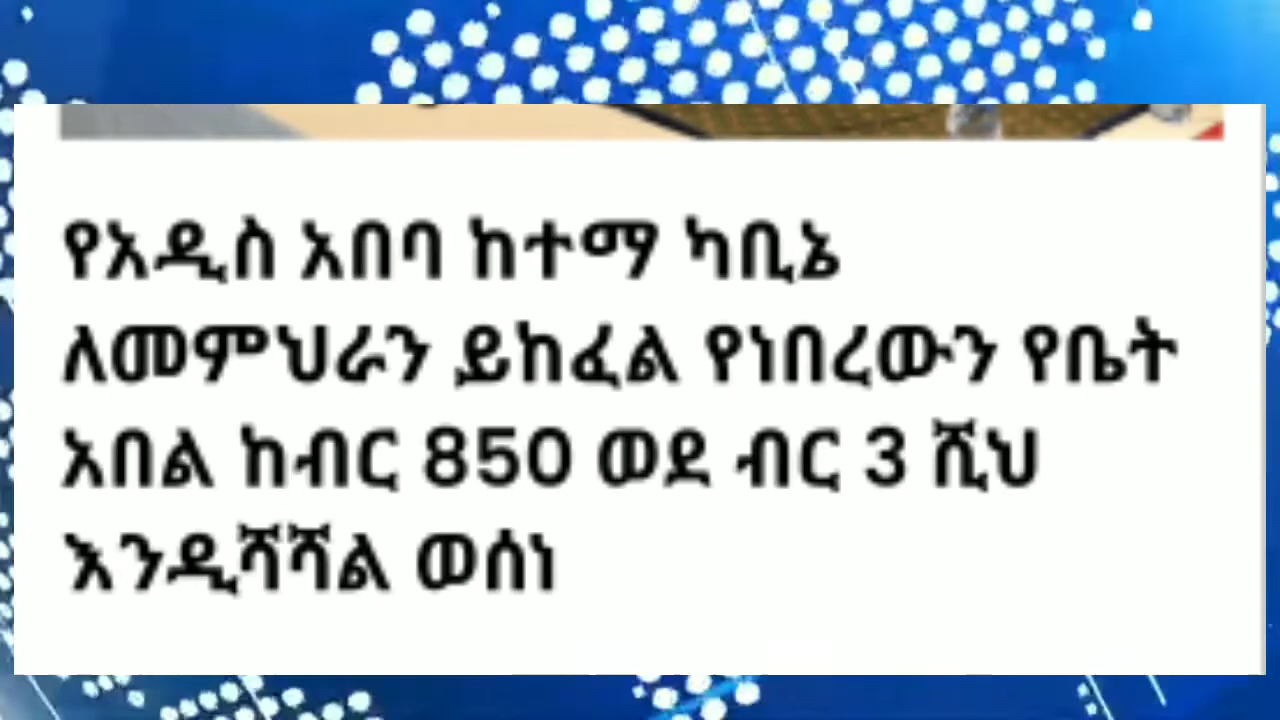 የአዲስ አበባ ከተማ ካቢኔ
ለመምህራን ይከፈል የነበረውን የቤት
አበል ከብር 850 ወደ ብር 3 ሺህ
እንዲሻሻል ወሰነ